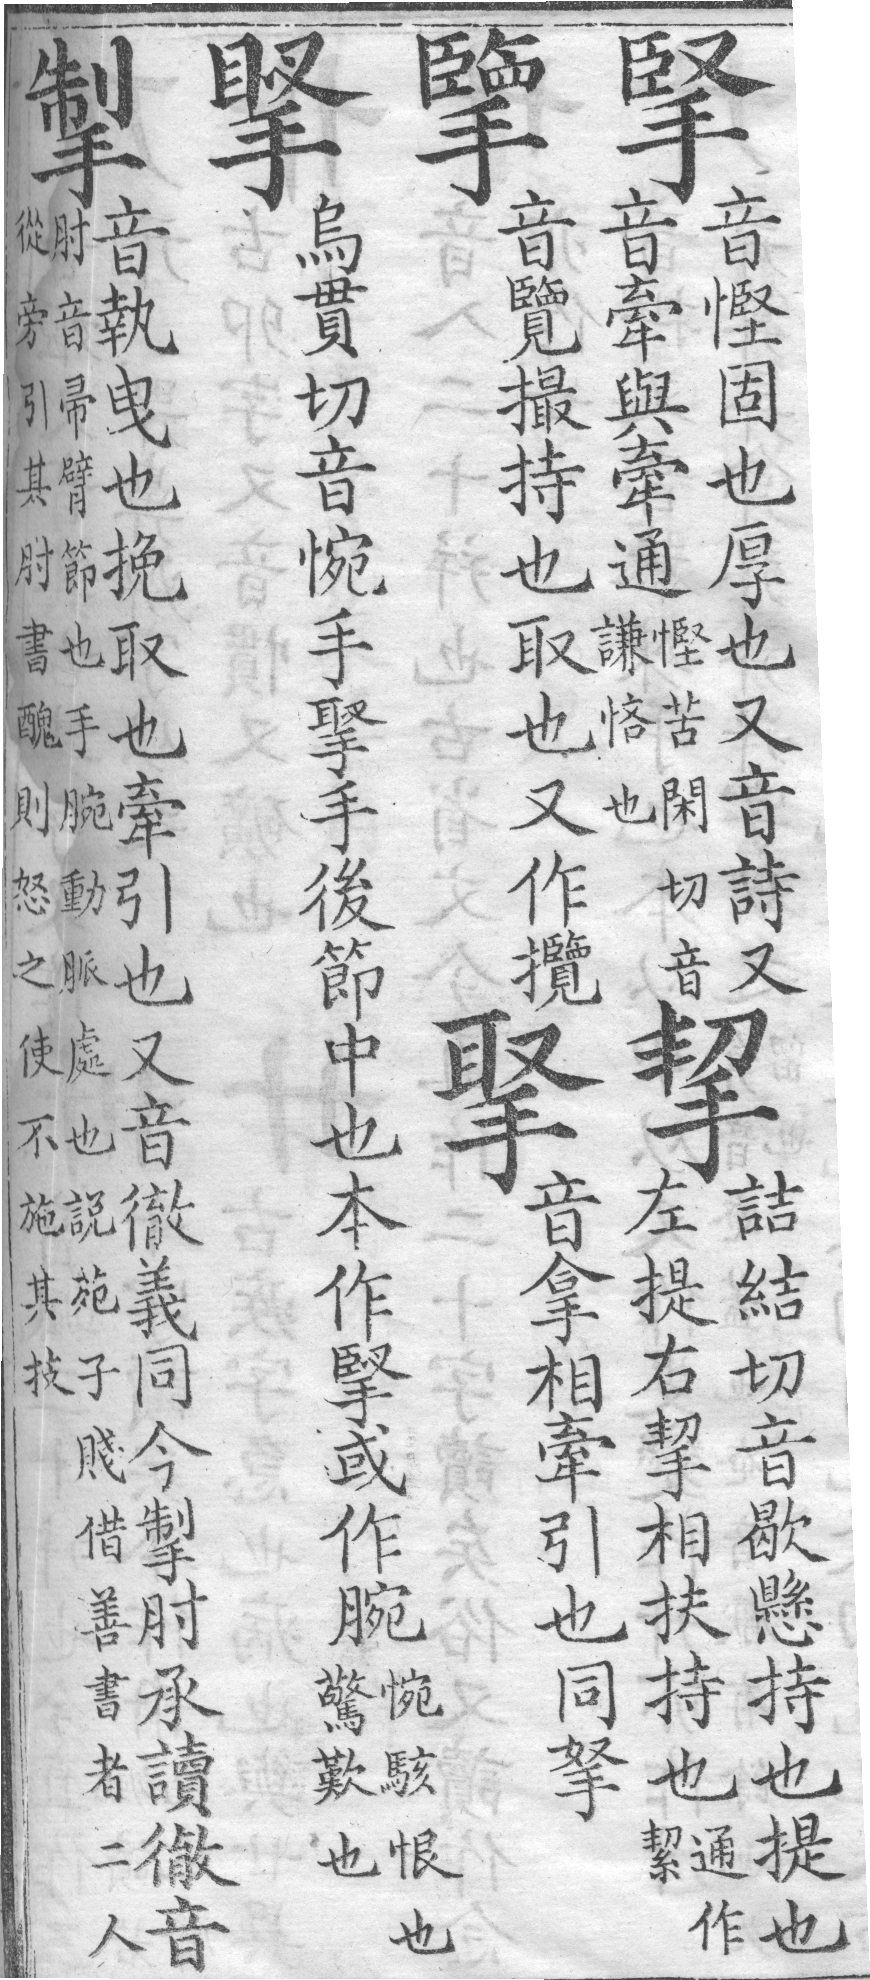 掔
音慳固也厚也又音詩又
音牽與牽通
慳苦閑切音
謙悋也
挈
詰結切音歇懸持也提也
左提右挈相扶持也
通作
絜
擥
音覽撮持也取也又作攬
音拿相牽引也同拏
烏貫切音惋手掔手後節中也本作掔或作腕
惋駭恨也
驚歎也
掣
音執曳也挽取也牽引也又音徹義同今掣肘承讀徹音
肘音帚臂節也手腕動脈處也説苑子賤借善書者二人
從旁引其肘書醜則怒之使不施其技